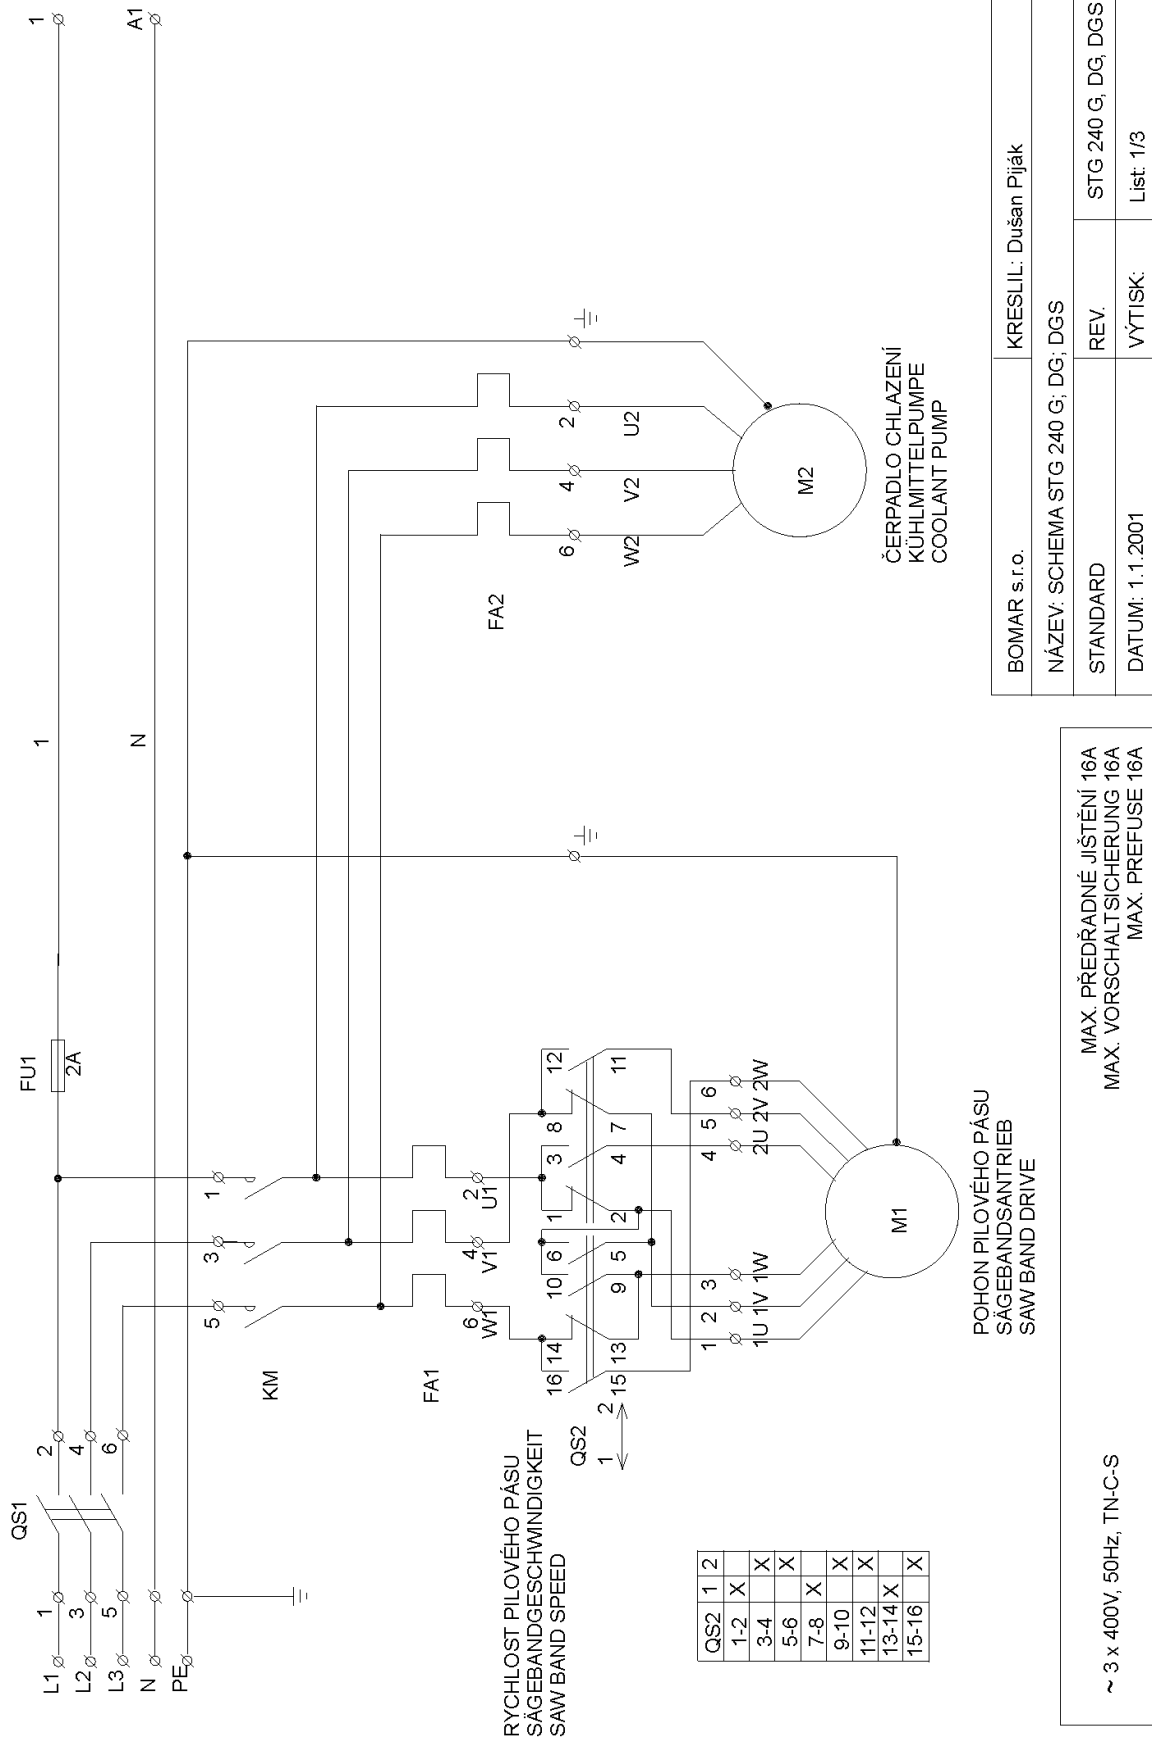 L1
L2
L3
N
PE
1
3
5
QS1
2
4
6
FU1
2A
1
1
N
A1
KM
1
3
5
FA1
2
4
6
U1
V1
W1
FA2
2
4
6
U2
V2
W2
M2
ČERPADLO CHLAZENÍ
KÜHLMITTELPUMPE
COOLANT PUMP
RYCHLOST PILOVÉHO PÁSU
SÄGEBANDGESCHWINDIGKEIT
SAW BAND SPEED
QS2
1 2
16 14 10 6 1 3 8 12
15 13 9 5 2 4 7 11
1 2 3 4 5 6
1U 1V 1W 2U 2V 2W
M1
POHON PILOVÉHO PÁSU
SÄGEBANDSANTRIEB
SAW BAND DRIVE
QS2 1 2
1-2 X
3-4 X
5-6 X
7-8 X
9-10 X
11-12 X
13-14 X
15-16 X
~ 3 x 400V, 50Hz, TN-C-S
MAX. PŘEDŘADNÉ JIŠTĚNÍ 16A
MAX. VORSCHALTSICHERUNG 16A
MAX. PREFUSE 16A
BOMAR s.r.o. KRESLIL: Dušan Piják
NÁZEV: SCHEMA STG 240 G; DG; DGS
STANDARD REV. STG 240 G, DG, DGS
DATUM: 1.1.2001 VÝTISK: List: 1/3